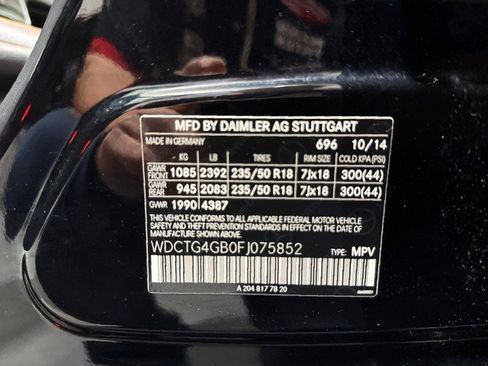 MFD BY DAIMLER AG STUTTGART
MADE IN GERMANY 696 10/14
KG LB TIRES RIM SIZE COLD KPA (PSI)
GAWR FRONT 1085 2392 235/50 R18 7Jx18 300(44)
GAWR REAR 945 2083 235/50 R18 7Jx18 300(44)
GVWR 1990 4387
THIS VEHICLE CONFORMS TO ALL APPLICABLE FEDERAL MOTOR VEHICLE
SAFETY AND THEFT PREVENTION STANDARDS IN EFFECT ON THE DATE OF
MANUFACTURE SHOWN ABOVE.
WDCTG4GB0FJ075852 TYPE: MPV
A 204 817 78 20